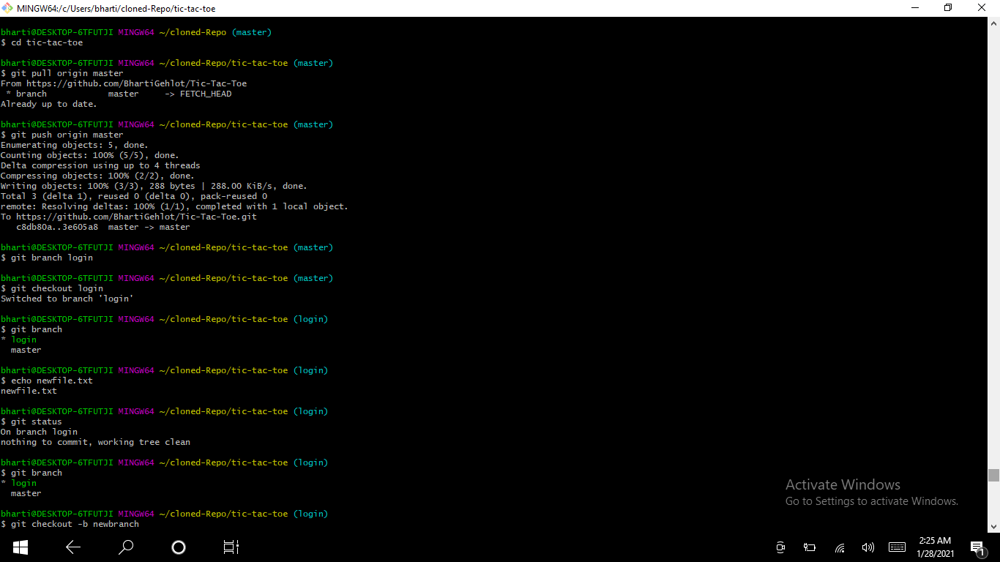 MINGW64:/c/Users/bharti/cloned-Repo/tic-tac-toe
bharti@DESKTOP-6TFUTJI MINGW64 ~/cloned-Repo (master)
$ cd tic-tac-toe
bharti@DESKTOP-6TFUTJI MINGW64 ~/cloned-Repo/tic-tac-toe (master)
$ git pull origin master
From https://github.com/BhartiGehlot/Tic-Tac-Toe
 * branch            master     -> FETCH_HEAD
Already up to date.
bharti@DESKTOP-6TFUTJI MINGW64 ~/cloned-Repo/tic-tac-toe (master)
$ git push origin master
Enumerating objects: 5, done.
Counting objects: 100% (5/5), done.
Delta compression using up to 4 threads
Compressing objects: 100% (2/2), done.
Writing objects: 100% (3/3), 288 bytes | 288.00 KiB/s, done.
Total 3 (delta 1), reused 0 (delta 0), pack-reused 0
remote: Resolving deltas: 100% (1/1), completed with 1 local object.
To https://github.com/BhartiGehlot/Tic-Tac-Toe.git
   c8db80a..3e605a8  master -> master
bharti@DESKTOP-6TFUTJI MINGW64 ~/cloned-Repo/tic-tac-toe (master)
$ git branch login
bharti@DESKTOP-6TFUTJI MINGW64 ~/cloned-Repo/tic-tac-toe (master)
$ git checkout login
Switched to branch 'login'
bharti@DESKTOP-6TFUTJI MINGW64 ~/cloned-Repo/tic-tac-toe (login)
$ git branch
* login
  master
bharti@DESKTOP-6TFUTJI MINGW64 ~/cloned-Repo/tic-tac-toe (login)
$ echo newfile.txt
newfile.txt
bharti@DESKTOP-6TFUTJI MINGW64 ~/cloned-Repo/tic-tac-toe (login)
$ git status
On branch login
nothing to commit, working tree clean
bharti@DESKTOP-6TFUTJI MINGW64 ~/cloned-Repo/tic-tac-toe (login)
$ git branch
* login
  master
bharti@DESKTOP-6TFUTJI MINGW64 ~/cloned-Repo/tic-tac-toe (login)
$ git checkout -b newbranch
Activate Windows
Go to Settings to activate Windows.
2:25 AM
1/28/2021
1